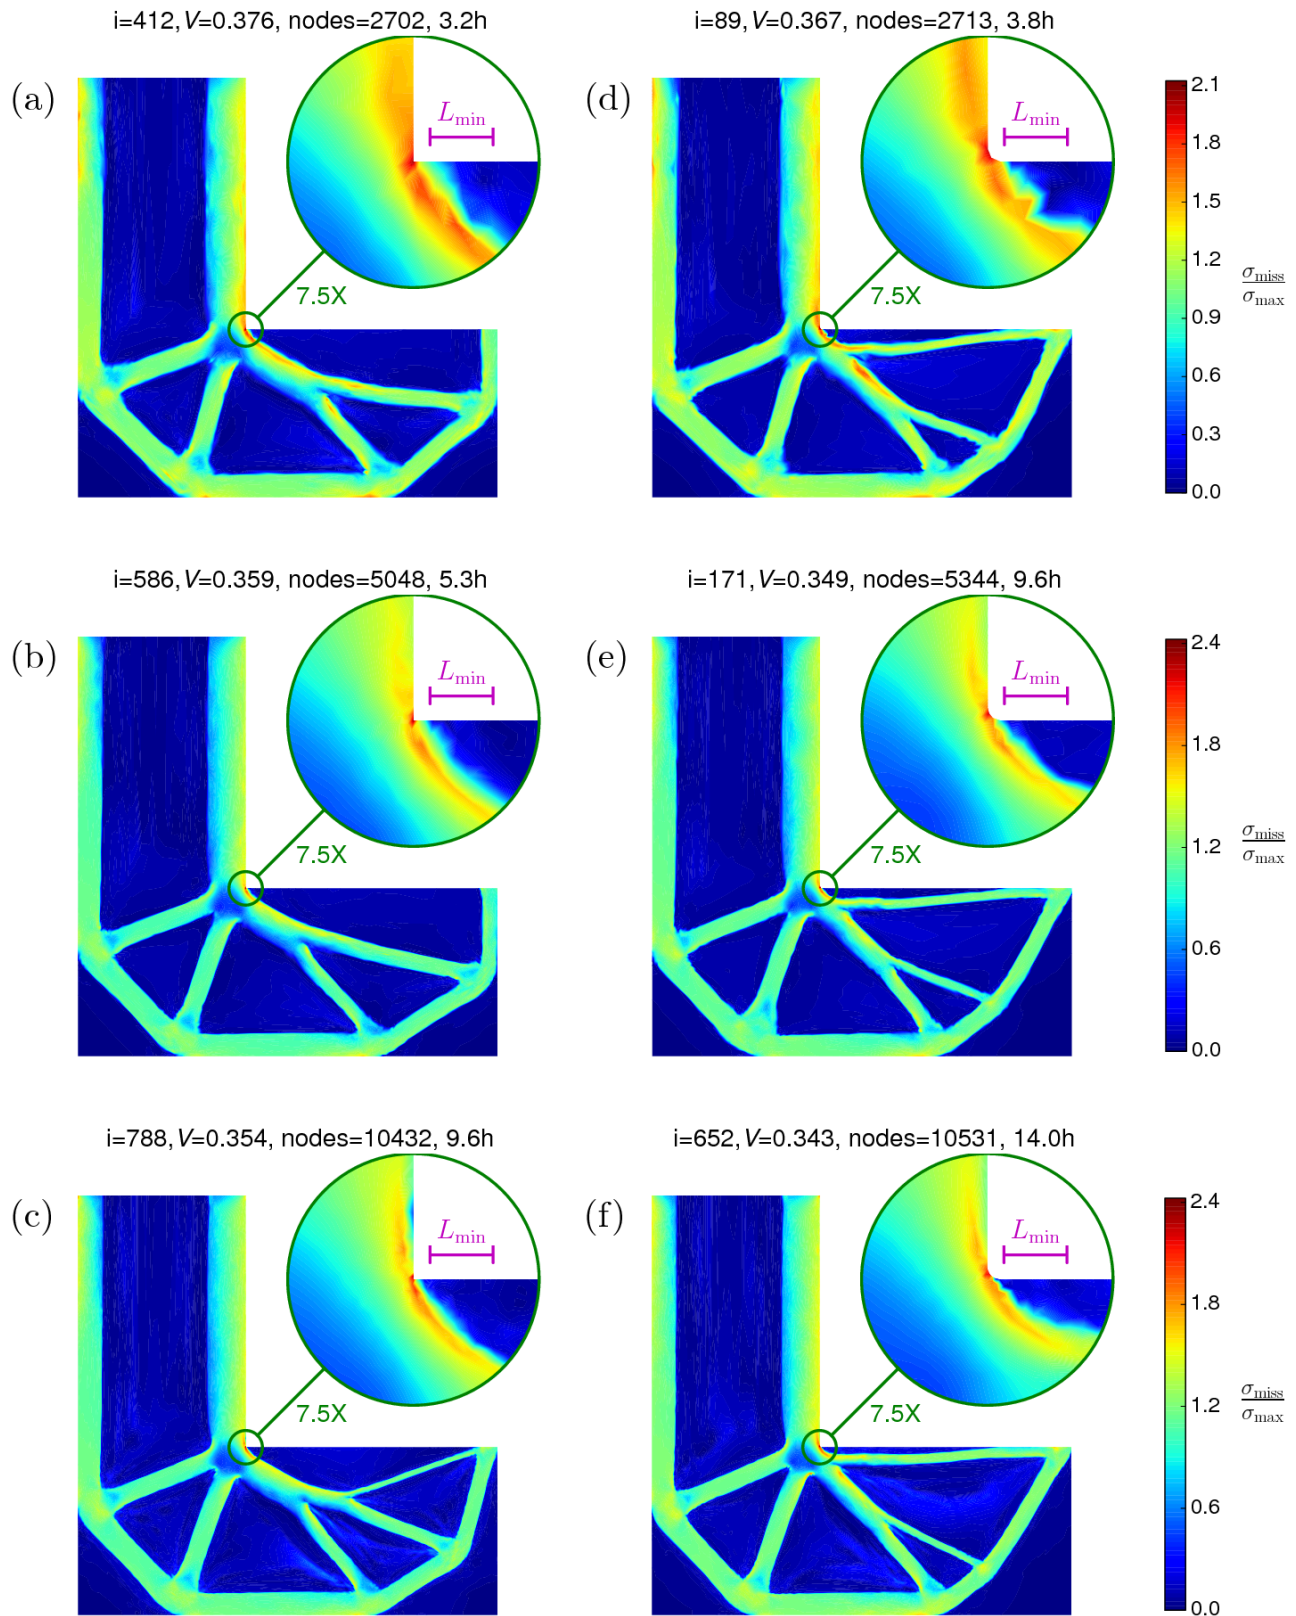 i=412, V=0.376, nodes=2702, 3.2h
i=89, V=0.367, nodes=2713, 3.8h
(a)
L_min
7.5X
(d)
L_min
7.5X
2.1
1.8
1.5
1.2
0.9
0.6
0.3
0.0
σ_miss
σ_max
i=586, V=0.359, nodes=5048, 5.3h
i=171, V=0.349, nodes=5344, 9.6h
(b)
L_min
7.5X
(e)
L_min
7.5X
2.4
1.8
1.2
0.6
0.0
σ_miss
σ_max
i=788, V=0.354, nodes=10432, 9.6h
i=652, V=0.343, nodes=10531, 14.0h
(c)
L_min
7.5X
(f)
L_min
7.5X
2.4
1.8
1.2
0.6
0.0
σ_miss
σ_max